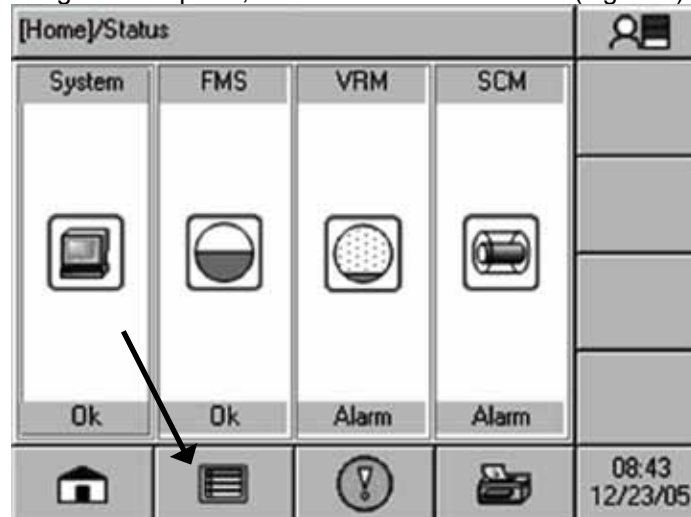 [Home]/Status
System FMS VRM SCM
Ok Ok Alarm Alarm
08:43
12/23/05